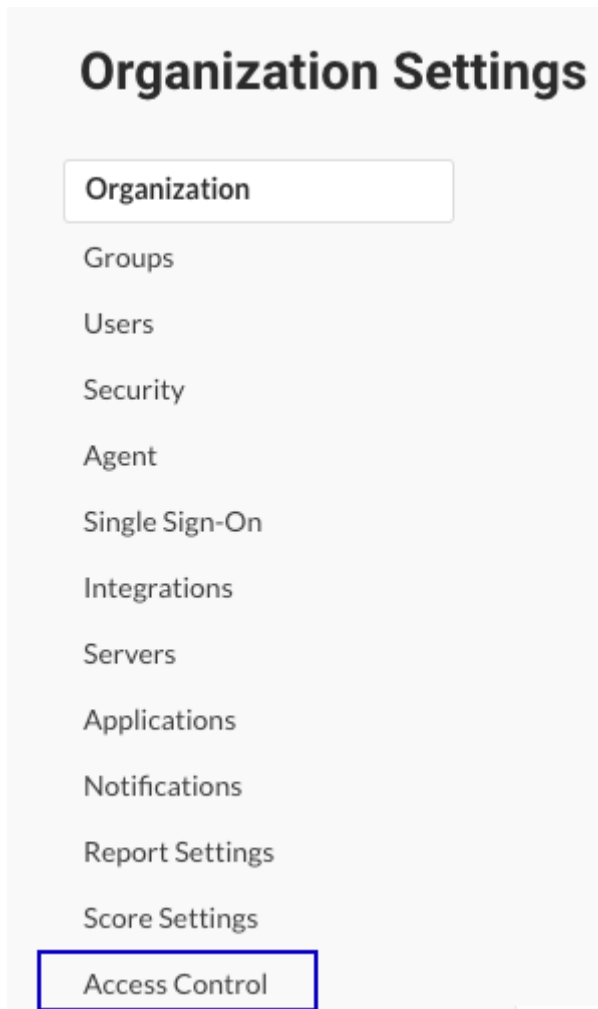 Organization Settings
Organization
Groups
Users
Security
Agent
Single Sign-On
Integrations
Servers
Applications
Notifications
Report Settings
Score Settings
Access Control